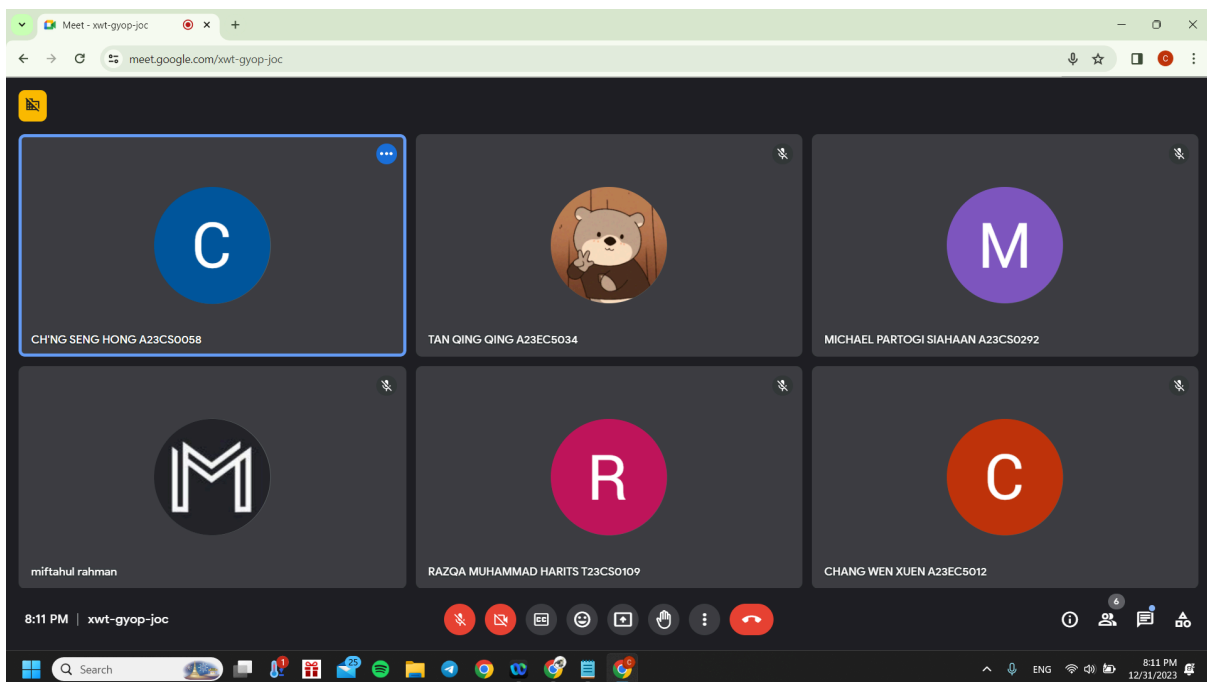 Meet - xwt-gyop-joc
meet.google.com/xwt-gyop-joc
C
C
M
CH'NG SENG HONG A23CS0058
TAN QING QING A23EC5034
MICHAEL PARTOGI SIAHAAN A23CS0292
M
R
C
miftahul rahman
RAZQA MUHAMMAD HARITS T23CS0109
CHANG WEN XUEN A23EC5012
8:11 PM | xwt-gyop-joc
CC
6
Search
1
25
C
ENG
8:11 PM
12/31/2023